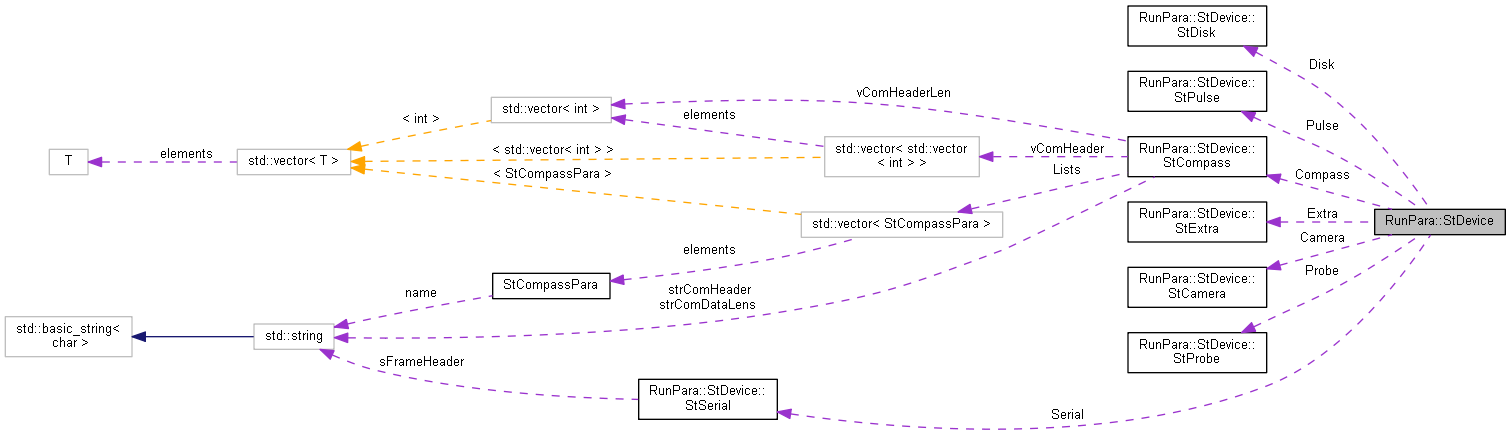 RunPara::StDevice::
StDisk
Disk
RunPara::StDevice::
StPulse
Pulse
vComHeaderLen
std::vector< int >
elements
< int >
T
elements
std::vector< T >
< std::vector< int > >
std::vector< std::vector
< int > >
vComHeader
RunPara::StDevice::
StCompass
Compass
< StCompassPara >
Lists
std::vector< StCompassPara >
RunPara::StDevice::
StExtra
Extra
RunPara::StDevice
elements
Camera
RunPara::StDevice::
StCamera
Probe
StCompassPara
name
strComHeader
strComDataLens
std::basic_string<
char >
std::string
RunPara::StDevice::
StProbe
sFrameHeader
RunPara::StDevice::
StSerial
Serial